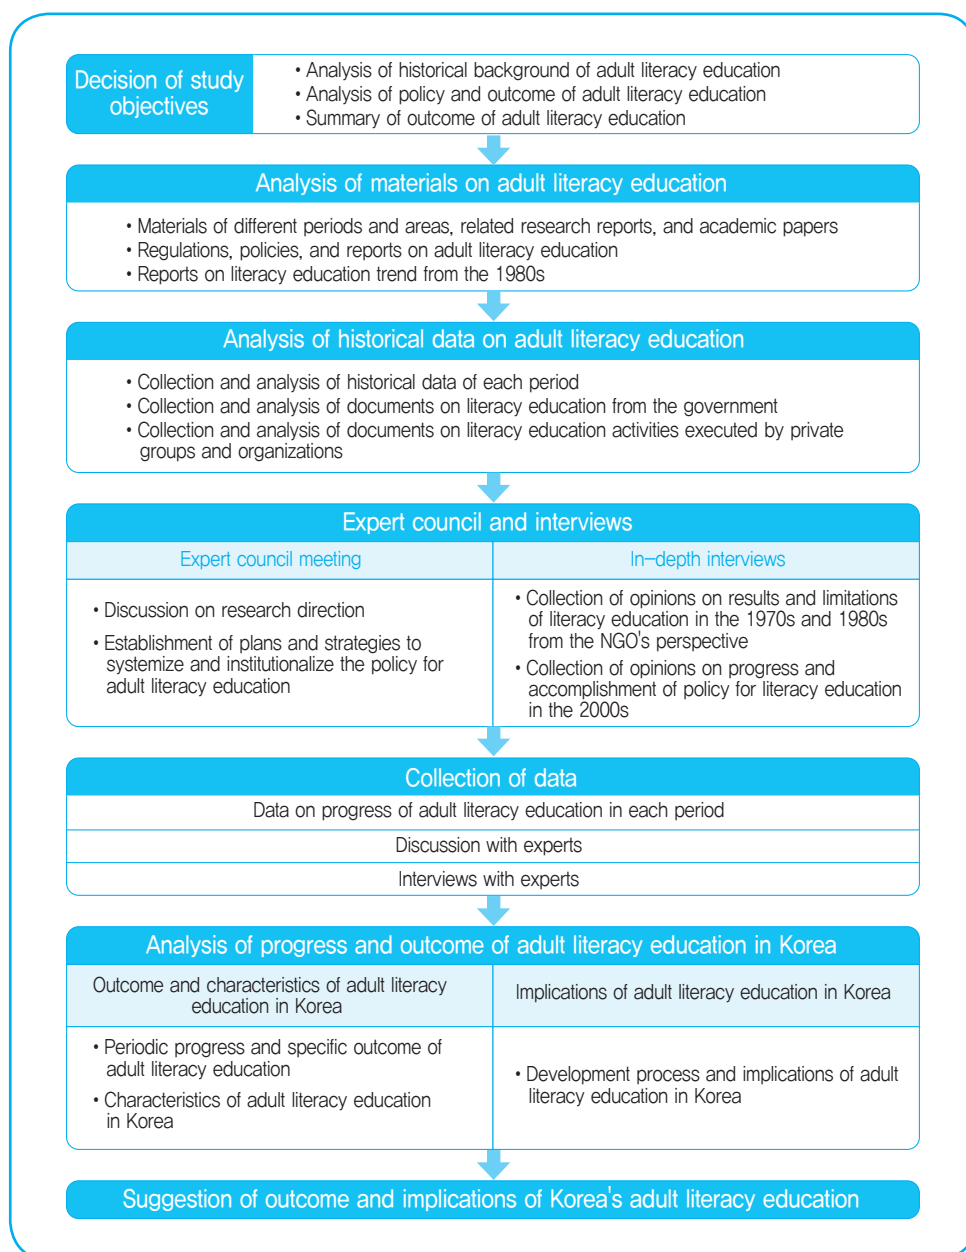 Decision of study
objectives
• Analysis of historical background of adult literacy education
• Analysis of policy and outcome of adult literacy education
• Summary of outcome of adult literacy education
Analysis of materials on adult literacy education
• Materials of different periods and areas, related research reports, and academic papers
• Regulations, policies, and reports on adult literacy education
• Reports on literacy education trend from the 1980s
Analysis of historical data on adult literacy education
• Collection and analysis of historical data of each period
• Collection and analysis of documents on literacy education from the government
• Collection and analysis of documents on literacy education activities executed by private
groups and organizations
Expert council and interviews
Expert council meeting
• Discussion on research direction
• Establishment of plans and strategies to
systemize and institutionalize the policy for
adult literacy education
In-depth interviews
• Collection of opinions on results and limitations
of literacy education in the 1970s and 1980s
from the NGO's perspective
• Collection of opinions on progress and
accomplishment of policy for literacy education
in the 2000s
Collection of data
Data on progress of adult literacy education in each period
Discussion with experts
Interviews with experts
Analysis of progress and outcome of adult literacy education in Korea
Outcome and characteristics of adult literacy
education in Korea
• Periodic progress and specific outcome of
adult literacy education
• Characteristics of adult literacy education
in Korea
Implications of adult literacy education in Korea
• Development process and implications of adult
literacy education in Korea
Suggestion of outcome and implications of Korea's adult literacy education